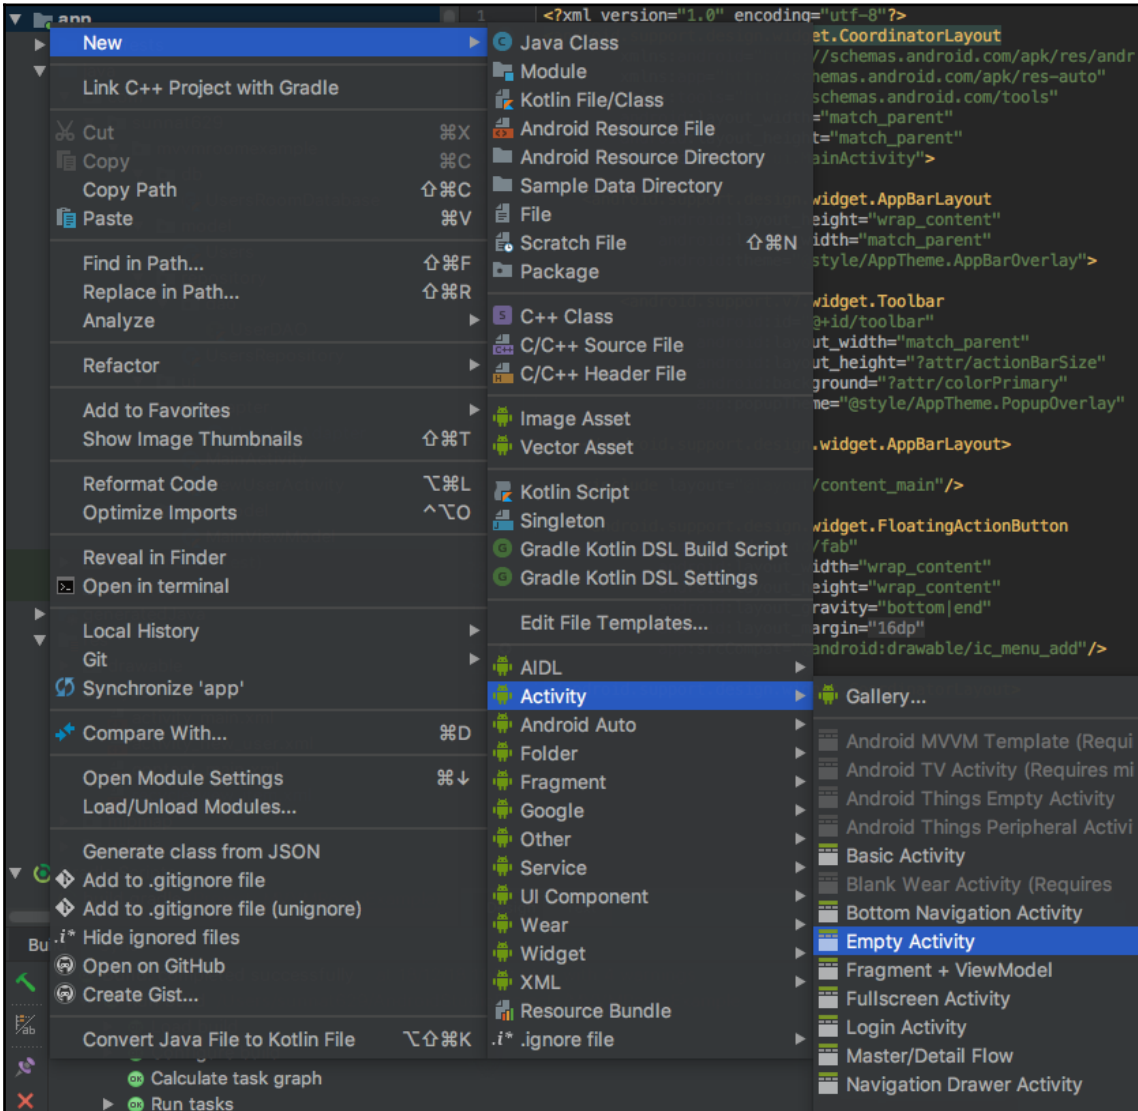 app
1 <?xml version="1.0" encoding="utf-8"?>
New
Link C++ Project with Gradle
Cut ⌘X
Copy ⌘C
Copy Path ⇧⌘C
Paste ⌘V
Find in Path... ⇧⌘F
Replace in Path... ⇧⌘R
Analyze
Refactor
Add to Favorites
Show Image Thumbnails ⇧⌘T
Reformat Code ⌥⌘L
Optimize Imports ^⌥O
Reveal in Finder
Open in terminal
Local History
Git
Synchronize 'app'
Compare With... ⌘D
Open Module Settings ⌘↓
Load/Unload Modules...
Generate class from JSON
Add to .gitignore file
Add to .gitignore file (unignore)
.i* Hide ignored files
Open on GitHub
Create Gist...
Convert Java File to Kotlin File ⌥⇧⌘K
Java Class
Module
Kotlin File/Class
Android Resource File
Android Resource Directory
Sample Data Directory
File
Scratch File ⇧⌘N
Package
C++ Class
C/C++ Source File
C/C++ Header File
Image Asset
Vector Asset
Kotlin Script
Singleton
Gradle Kotlin DSL Build Script
Gradle Kotlin DSL Settings
Edit File Templates...
AIDL
Activity
Android Auto
Folder
Fragment
Google
Other
Service
UI Component
Wear
Widget
XML
Resource Bundle
.i* .ignore file
et.CoordinatorLayout
//schemas.android.com/apk/res/andr
hemas.android.com/apk/res-auto"
schemas.android.com/tools"
="match_parent"
t="match_parent"
ainActivity">
widget.AppBarLayout
eight="wrap_content"
idth="match_parent"
style/AppTheme.AppBarOverlay">
widget.Toolbar
@+id/toolbar"
ut_width="match_parent"
ut_height="?attr/actionBarSize"
ground="?attr/colorPrimary"
me="@style/AppTheme.PopupOverlay"
.widget.AppBarLayout>
/content_main"/>
widget.FloatingActionButton
/fab"
idth="wrap_content"
eight="wrap_content"
ravity="bottom|end"
argin="16dp"
android:drawable/ic_menu_add"/>
Gallery...
Android MVVM Template (Requi
Android TV Activity (Requires mi
Android Things Empty Activity
Android Things Peripheral Activi
Basic Activity
Blank Wear Activity (Requires
Bottom Navigation Activity
Empty Activity
Fragment + ViewModel
Fullscreen Activity
Login Activity
Master/Detail Flow
Navigation Drawer Activity
Bu
Calculate task graph
Run tasks